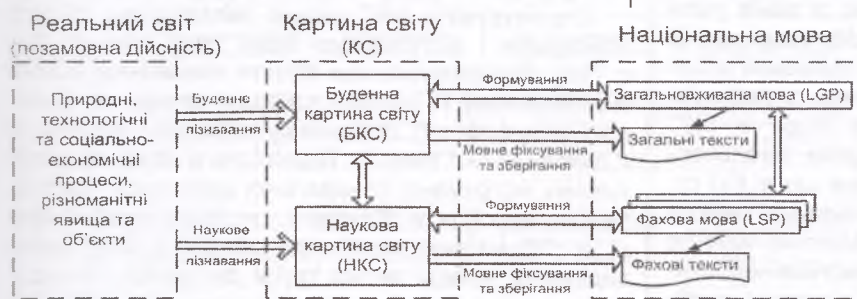 Реальний світ
(позамовна дійсність)
Картина світу
(КС)
Національна мова
Природні,
технологічні
та соціально-
економічні
процеси,
різноманітні
явища та
об'єкти
Буденне
пізнавання
Наукове
пізнавання
Буденна
картина світу
(БКС)
Наукова
картина світу
(НКС)
Формування
Мовне фіксування
та зберігання
Формування
Мовне фіксування
та зберігання
Загальновживана мова (LGP)
Загальні тексти
Фахова мова (LSP)
Фахові тексти